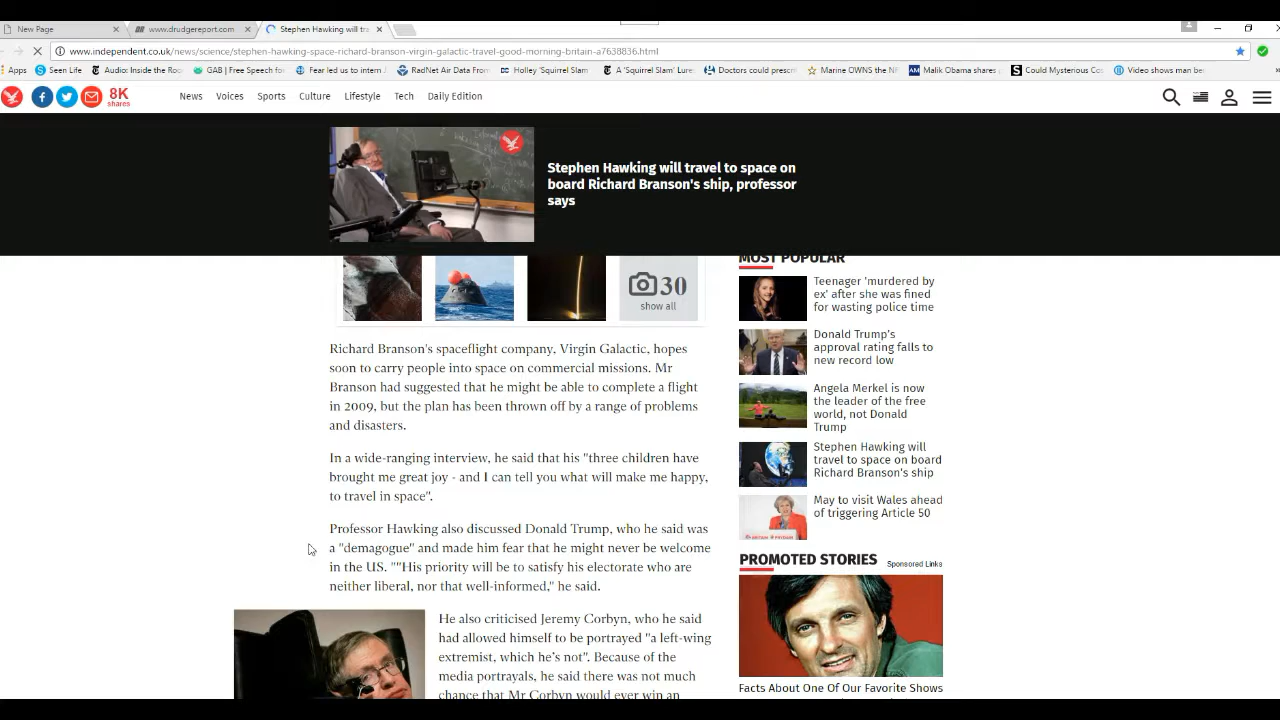 New Page
www.drudgereport.com
Stephen Hawking will tra
www.independent.co.uk/news/science/stephen-hawking-space-richard-branson-virgin-galactic-travel-good-morning-britain-a7638836.html
Apps
Seen Life
Audio: Inside the Roo
GAB | Free Speech fo
Fear led us to intern J
RadNet Air Data From
Holley 'Squirrel Slam
A 'Squirrel Slam' Lure
Doctors could prescr
Marine OWNS the NF
Malik Obama shares
Could Mysterious Co
Video shows man be
8K
shares
News
Voices
Sports
Culture
Lifestyle
Tech
Daily Edition
Stephen Hawking will travel to space on
board Richard Branson's ship, professor
says
30
show all
Richard Branson's spaceflight company, Virgin Galactic, hopes
soon to carry people into space on commercial missions. Mr
Branson had suggested that he might be able to complete a flight
in 2009, but the plan has been thrown off by a range of problems
and disasters.
In a wide-ranging interview, he said that his "three children have
brought me great joy - and I can tell you what will make me happy,
to travel in space".
Professor Hawking also discussed Donald Trump, who he said was
a "demagogue" and made him fear that he might never be welcome
in the US. ""His priority will be to satisfy his electorate who are
neither liberal, nor that well-informed," he said.
He also criticised Jeremy Corbyn, who he said
had allowed himself to be portrayed "a left-wing
extremist, which he's not". Because of the
media portrayals, he said there was not much
chance that Mr Corbyn would ever win an
MOST POPULAR
Teenager 'murdered by
ex' after she was fined
for wasting police time
Donald Trump's
approval rating falls to
new record low
Angela Merkel is now
the leader of the free
world, not Donald
Trump
Stephen Hawking will
travel to space on board
Richard Branson's ship
May to visit Wales ahead
of triggering Article 50
PROMOTED STORIES
Sponsored Links
Facts About One Of Our Favorite Shows